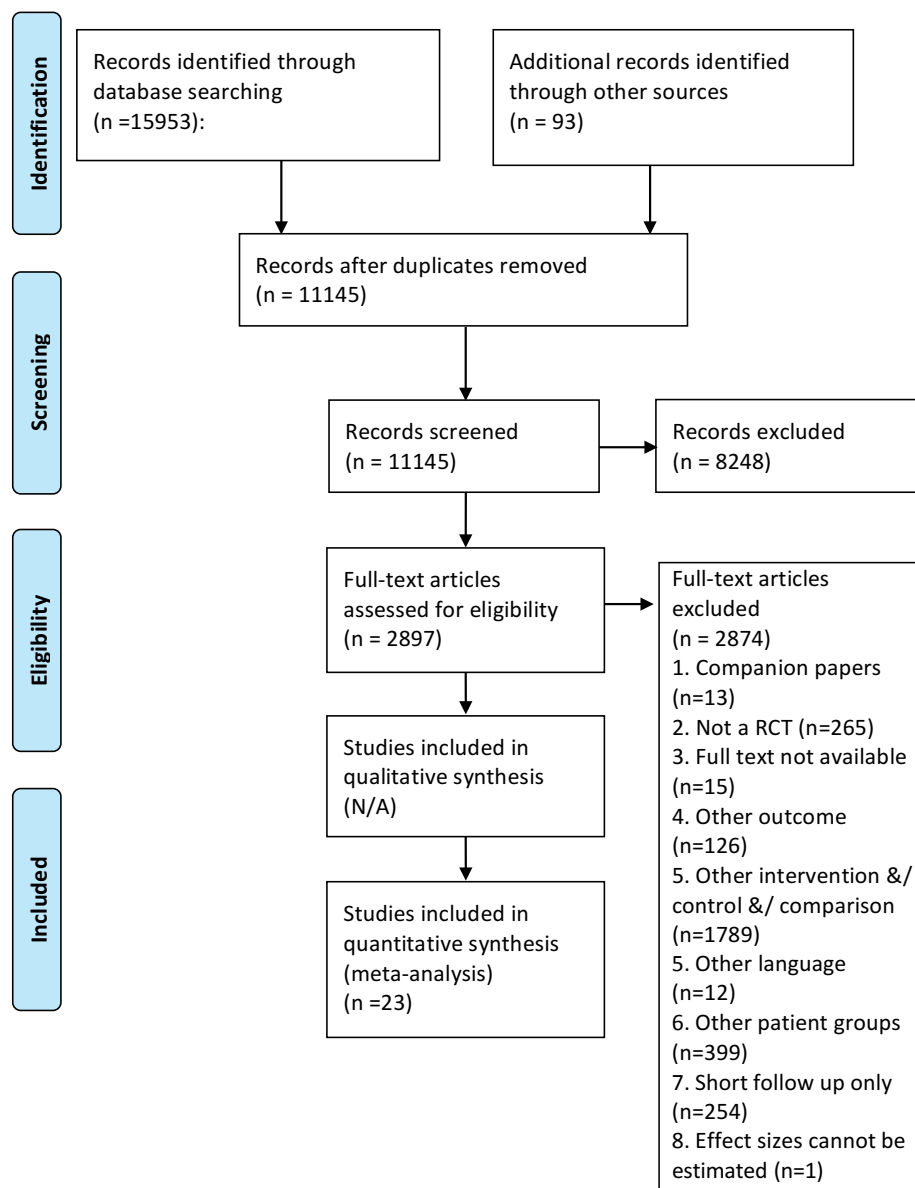 Identification
Records identified through
database searching
(n =15953):
Additional records identified
through other sources
(n = 93)
Records after duplicates removed
(n = 11145)
Screening
Records screened
(n = 11145)
Records excluded
(n = 8248)
Eligibility
Full-text articles
assessed for eligibility
(n = 2897)
Full-text articles
excluded
(n = 2874)
1. Companion papers
(n=13)
2. Not a RCT (n=265)
3. Full text not available
(n=15)
4. Other outcome
(n=126)
5. Other intervention &/
control &/ comparison
(n=1789)
5. Other language
(n=12)
6. Other patient groups
(n=399)
7. Short follow up only
(n=254)
8. Effect sizes cannot be
estimated (n=1)
Studies included in
qualitative synthesis
(N/A)
Included
Studies included in
quantitative synthesis
(meta-analysis)
(n =23)